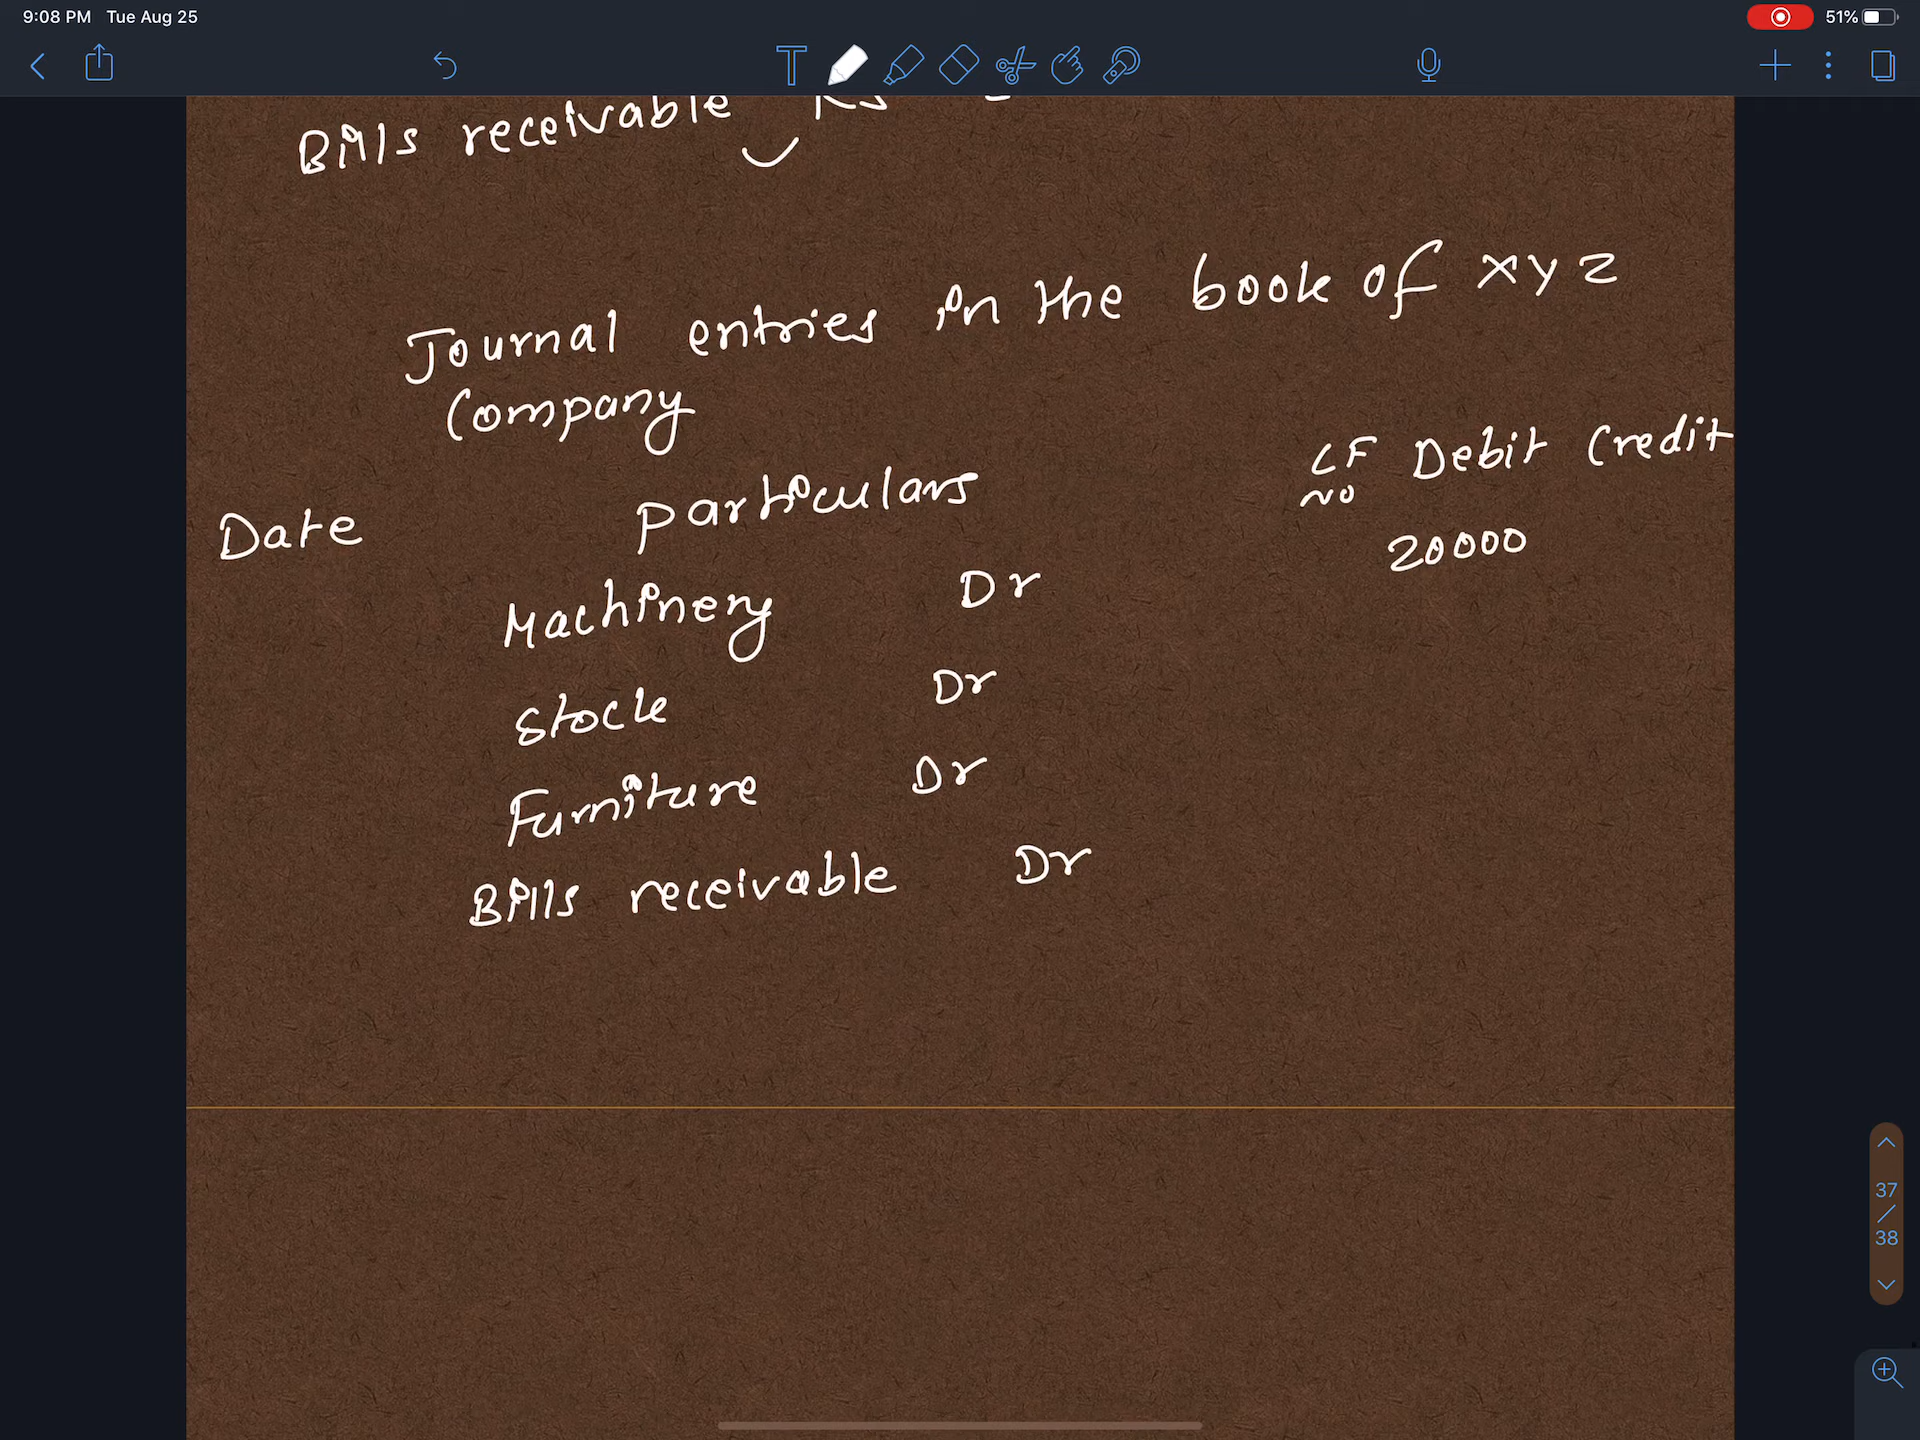 9:08 PM Tue Aug 25
51%
T
Bills receivable Rs
Journal entries in the book of xyz
Company
Date Particulars LF Debit Credit
NO
Machinery Dr 20000
Stock Dr
Furniture Dr
Bills receivable Dr
37
/
38